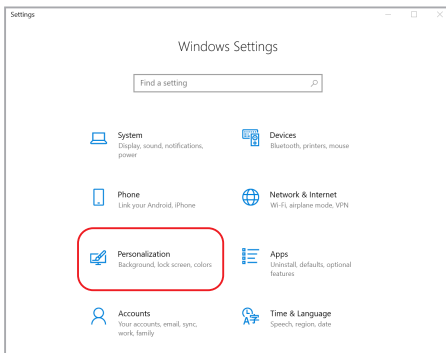 Settings
Windows Settings
Find a setting
System
Display, sound, notifications,
power
Devices
Bluetooth, printers, mouse
Phone
Link your Android, iPhone
Network & Internet
Wi-Fi, airplane mode, VPN
Personalization
Background, lock screen, colors
Apps
Uninstall, defaults, optional
features
Accounts
Your accounts, email, sync,
work, family
Time & Language
Speech, region, date